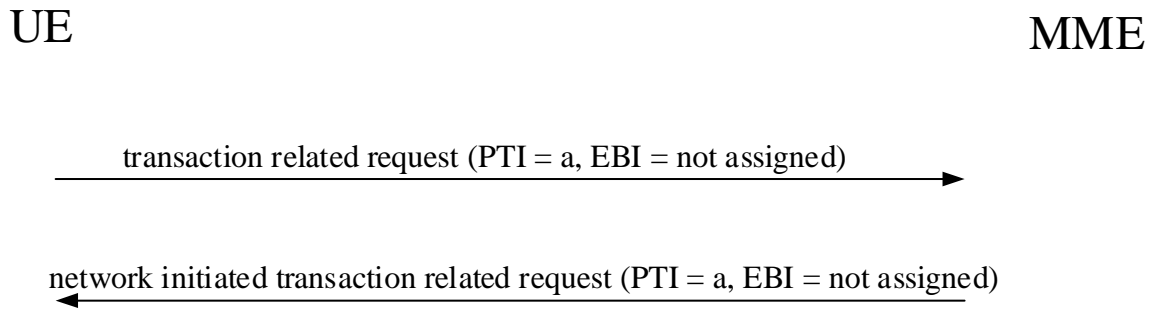 UE
MME
transaction related request (PTI = a, EBI = not assigned)
network initiated transaction related request (PTI = a, EBI = not assigned)